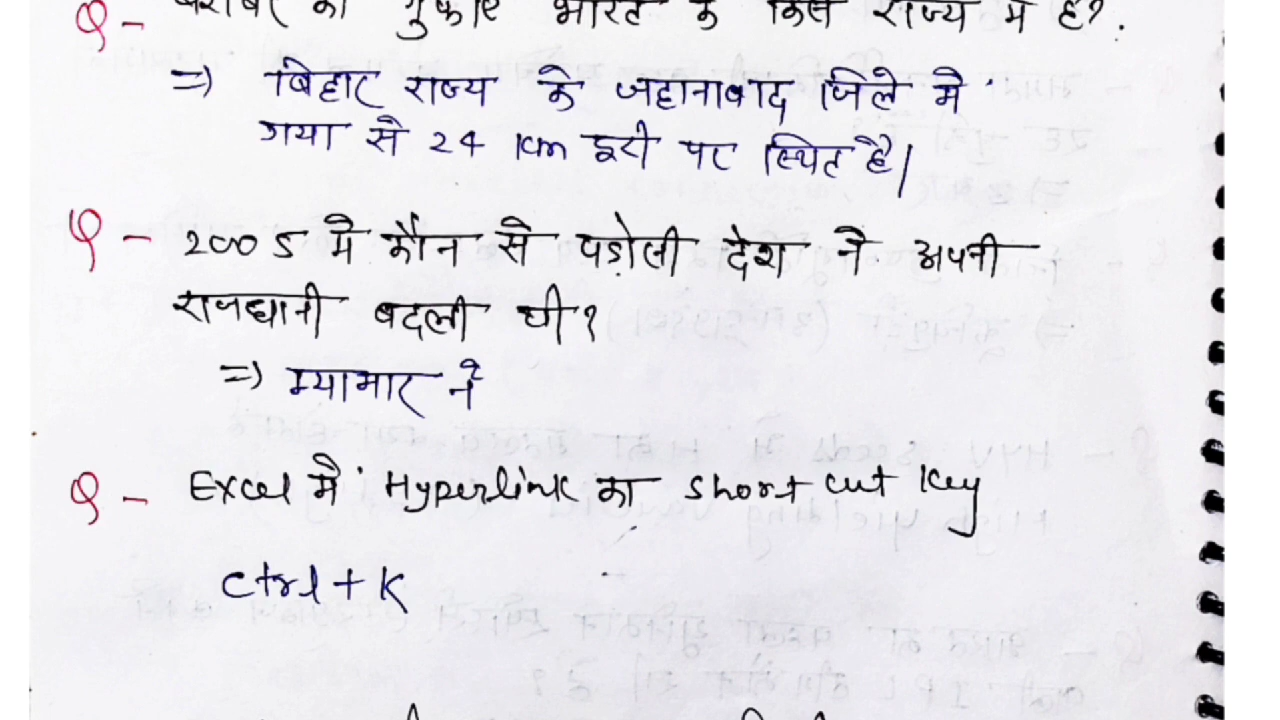 Q- बराबर की गुफाएं भारत के किस राज्य में है?
=) बिहार राज्य के जहानाबाद जिले में
गया से 24 km दूरी पर स्थित है|
Q- 2005 मे कौन से पड़ोसी देश ने अपनी
राजधानी बदली थी?
=) म्यामार ने
Q- Excel में Hyperlink का short cut key
ctrl + K